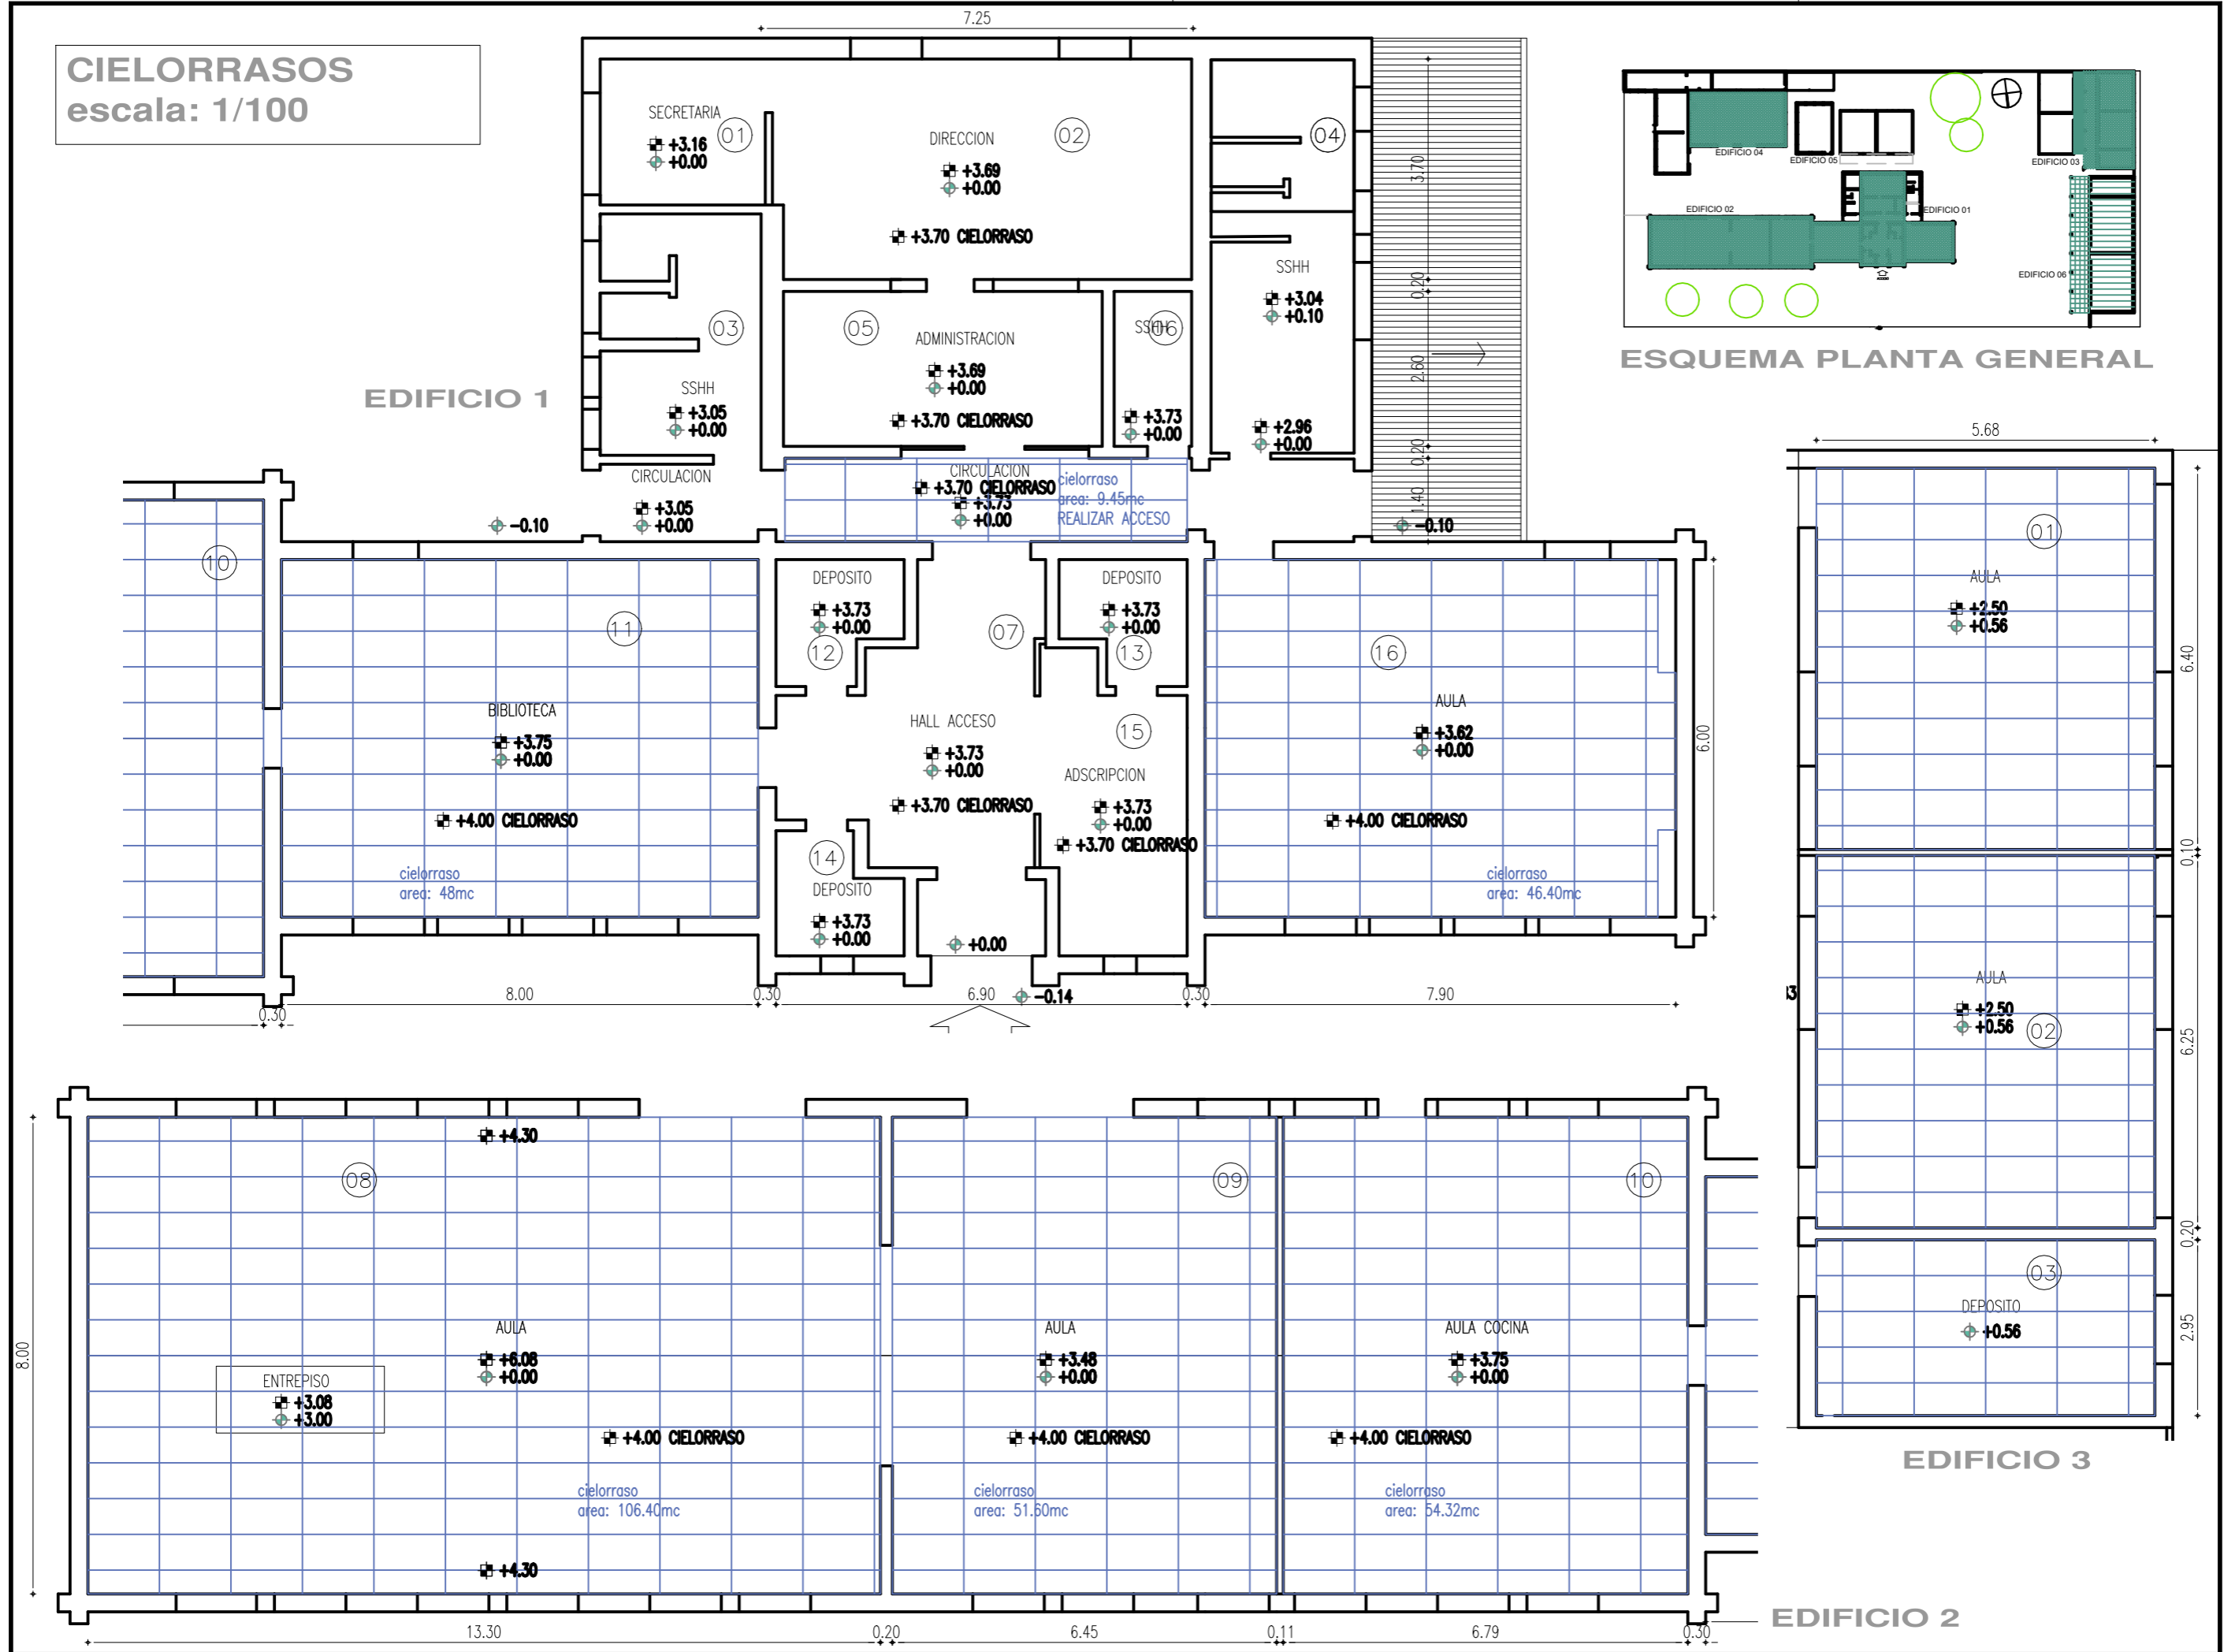 CIELORRASOS
escala: 1/100
7.25
SECRETARIA
01
+3.16
+0.00
DIRECCION
02
+3.69
+0.00
+3.70 CIELORRASO
04
3.70
0.20
2.60
0.20
1.40
SSHH
+3.04
+0.10
+2.96
+0.00
03
SSHH
+3.05
+0.00
05
ADMINISTRACION
+3.69
+0.00
+3.70 CIELORRASO
SSHH
06
+3.73
+0.00
EDIFICIO 1
CIRCULACION
+3.05
+0.00
-0.10
CIRCULACION
+3.70 CIELORRASO
+3.73
+0.00
cielorraso
area: 9.45mc
REALIZAR ACCESO
-0.10
10
11
BIBLIOTECA
+3.75
+0.00
+4.00 CIELORRASO
cielorraso
area: 48mc
DEPOSITO
+3.73
+0.00
12
07
DEPOSITO
+3.73
+0.00
13
HALL ACCESO
+3.73
+0.00
+3.70 CIELORRASO
15
ADSCRIPCION
+3.73
+0.00
+3.70 CIELORRASO
14
DEPOSITO
+3.73
+0.00
+0.00
16
AULA
+3.62
+0.00
+4.00 CIELORRASO
cielorraso
area: 46.40mc
6.00
0.30
8.00
0.30
6.90
-0.14
0.30
7.90
EDIFICIO 04
EDIFICIO 05
EDIFICIO 03
EDIFICIO 02
EDIFICIO 01
EDIFICIO 06
ESQUEMA PLANTA GENERAL
5.68
01
AULA
+2.50
+0.56
6.40
0.10
AULA
+2.50
+0.56
02
6.25
0.20
03
DEPOSITO
+0.56
2.95
EDIFICIO 3
8.00
+4.30
08
AULA
+6.08
+0.00
ENTREPISO
+3.08
+3.00
+4.00 CIELORRASO
cielorraso
area: 106.40mc
+4.30
09
AULA
+3.48
+0.00
+4.00 CIELORRASO
cielorraso
area: 51.60mc
10
AULA COCINA
+3.75
+0.00
+4.00 CIELORRASO
cielorraso
area: 54.32mc
EDIFICIO 2
13.30
0.20
6.45
0.11
6.79
0.30